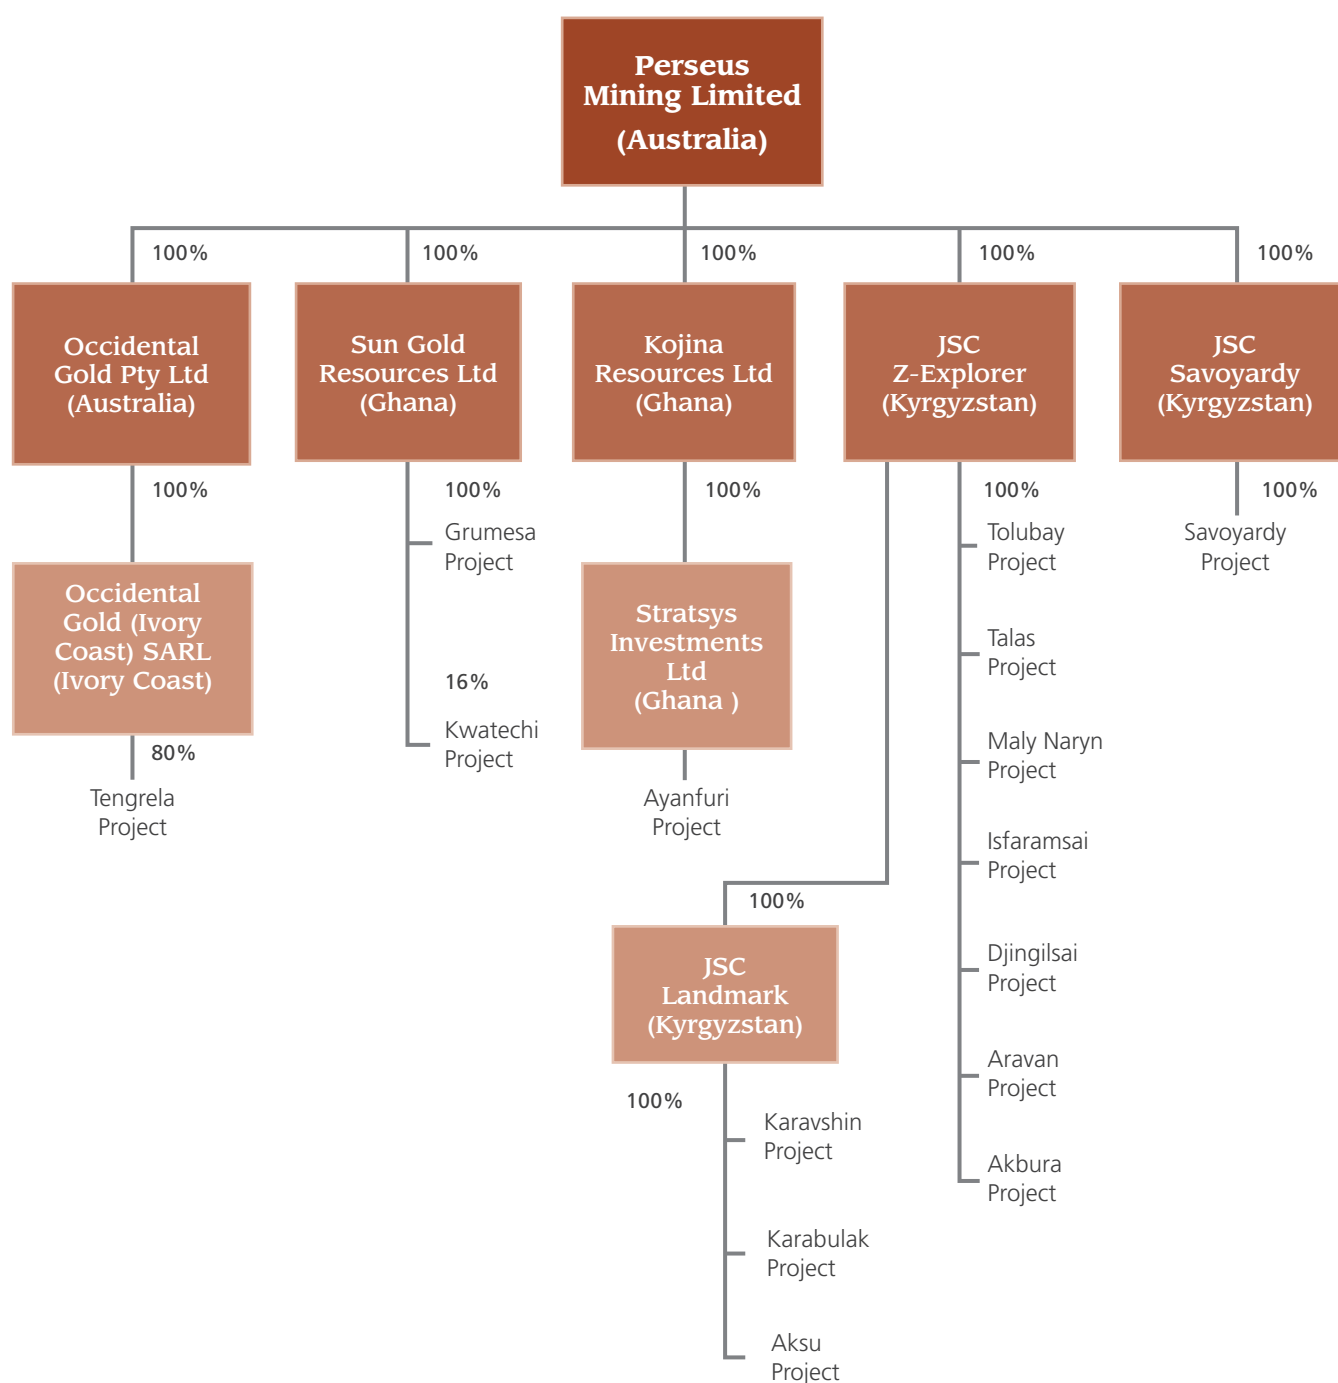 Perseus
Mining Limited
(Australia)
100%
100%
100%
100%
100%
Occidental
Gold Pty Ltd
(Australia)
Sun Gold
Resources Ltd
(Ghana)
Kojina
Resources Ltd
(Ghana)
JSC
Z-Explorer
(Kyrgyzstan)
JSC
Savoyardy
(Kyrgyzstan)
100%
100%
100%
100%
100%
Occidental
Gold (Ivory
Coast) SARL
(Ivory Coast)
80%
Tengrela
Project
Grumesa
Project
16%
Kwatechi
Project
Stratsys
Investments
Ltd
(Ghana )
Ayanfuri
Project
Tolubay
Project
Talas
Project
Maly Naryn
Project
Isfaramsai
Project
Djingilsai
Project
Aravan
Project
Akbura
Project
Savoyardy
Project
100%
JSC
Landmark
(Kyrgyzstan)
100%
Karavshin
Project
Karabulak
Project
Aksu
Project